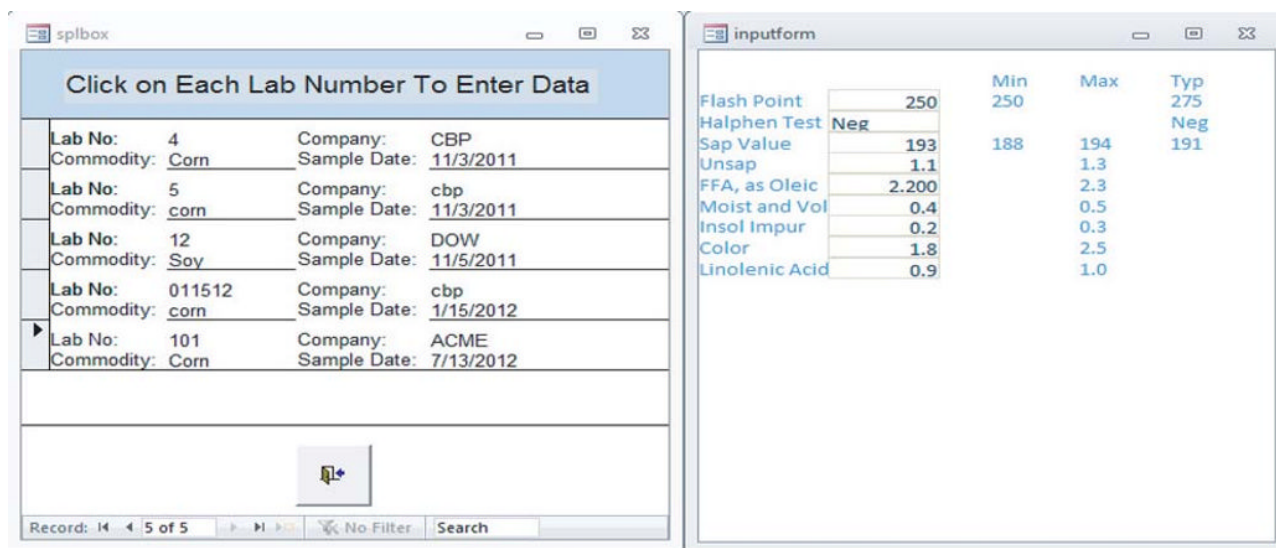 splbox
Click on Each Lab Number To Enter Data
Lab No: 4 Company: CBP
Commodity: Corn Sample Date: 11/3/2011
Lab No: 5 Company: cbp
Commodity: corn Sample Date: 11/3/2011
Lab No: 12 Company: DOW
Commodity: Soy Sample Date: 11/5/2011
Lab No: 011512 Company: cbp
Commodity: corn Sample Date: 1/15/2012
Lab No: 101 Company: ACME
Commodity: Corn Sample Date: 7/13/2012
Record: 5 of 5 No Filter Search
inputform
Min Max Typ
Flash Point 250 250 275
Halphen Test Neg Neg
Sap Value 193 188 194 191
Unsap 1.1 1.3
FFA, as Oleic 2.200 2.3
Moist and Vol 0.4 0.5
Insol Impur 0.2 0.3
Color 1.8 2.5
Linolenic Acid 0.9 1.0